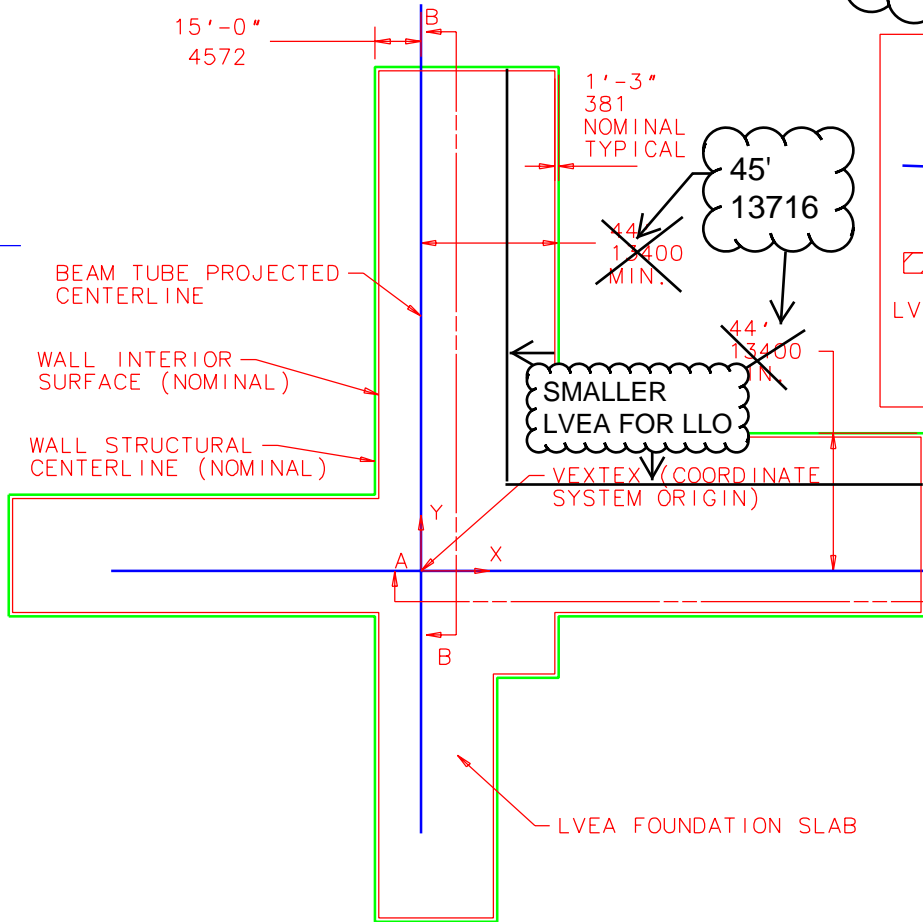 15'-0"
4572
B
1'-3"
381
NOMINAL
TYPICAL
45'
13716
44'
13400
MIN.
BEAM TUBE PROJECTED
CENTERLINE
LV
44'
13400
WALL INTERIOR
SURFACE (NOMINAL)
SMALLER
LVEA FOR LLO
WALL STRUCTURAL
CENTERLINE (NOMINAL)
VEXTEX (COORDINATE
SYSTEM ORIGIN)
Y
A
X
B
LVEA FOUNDATION SLAB